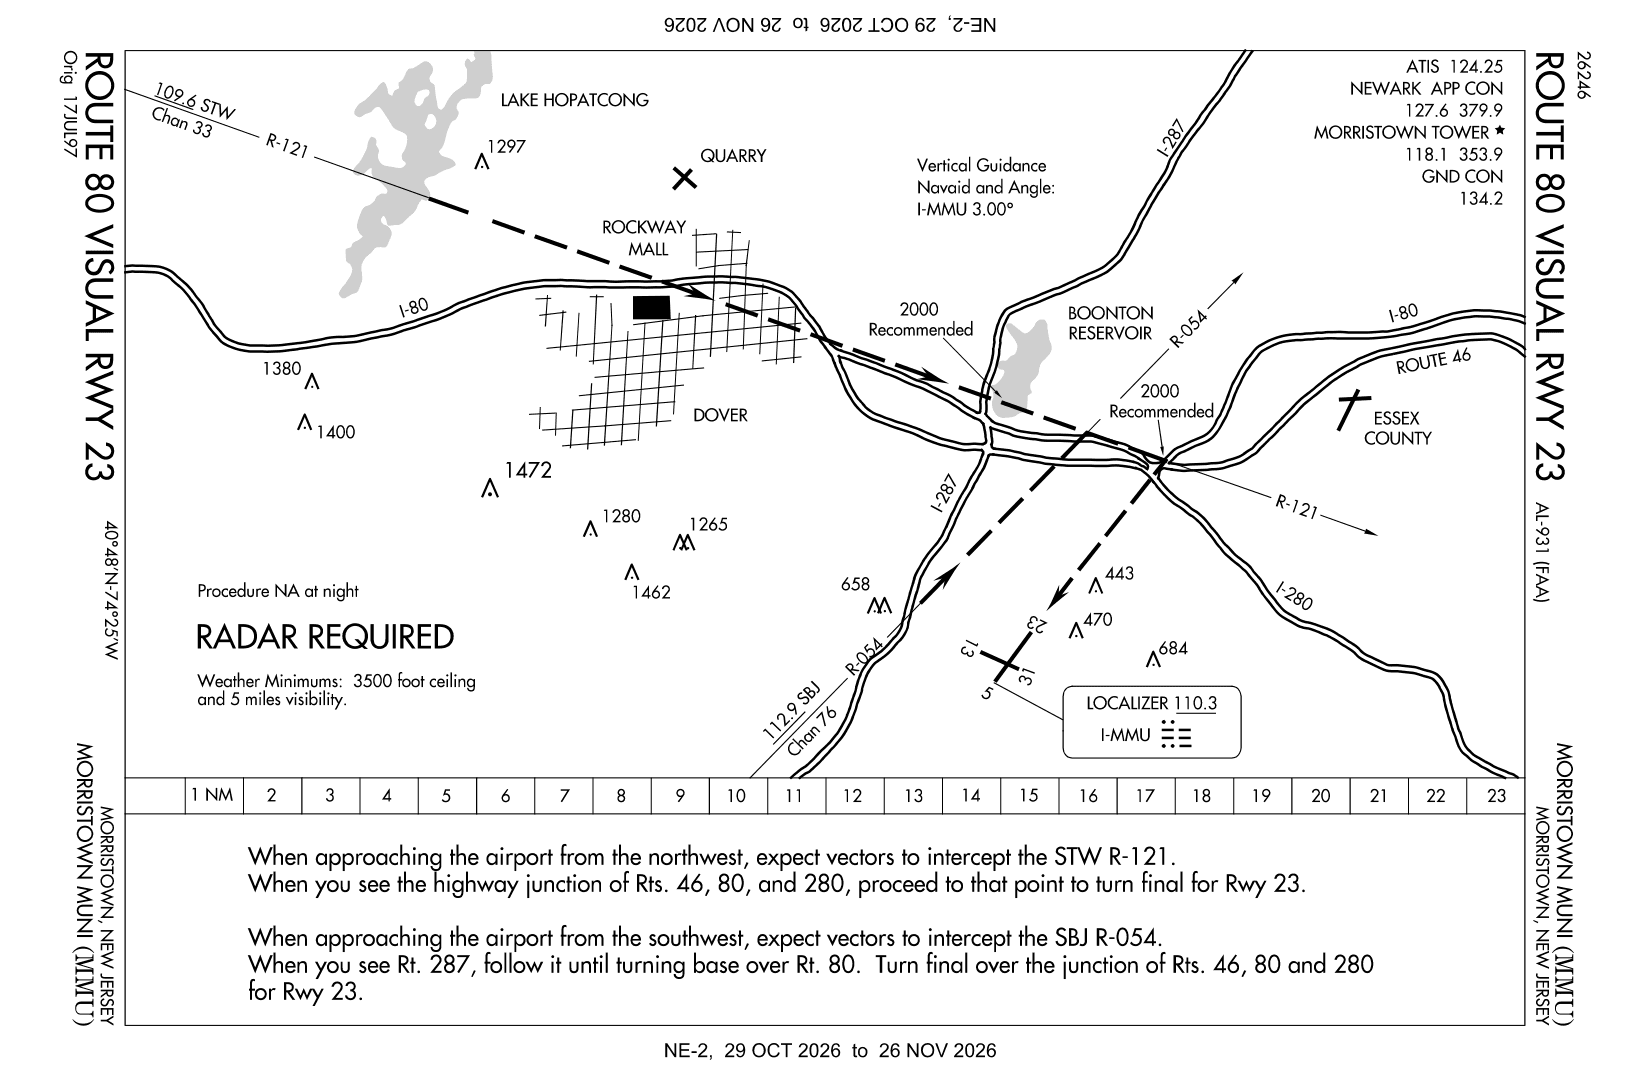 NE-2, 29 OCT 2026 to 26 NOV 2026
ROUTE 80 VISUAL RWY 23
Orig 17JUL97
40°48'N-74°25'W
MORRISTOWN, NEW JERSEY
MORRISTOWN MUNI (MMU)
109.6 STW
Chan 33
R-121
LAKE HOPATCONG
1297
QUARRY
ROCKWAY
MALL
Vertical Guidance
Navaid and Angle:
I-MMU 3.00°
I-287
ATIS 124.25
NEWARK APP CON
127.6 379.9
MORRISTOWN TOWER ★
118.1 353.9
GND CON
134.2
I-80
2000
Recommended
BOONTON
RESERVOIR
R-054
I-80
ROUTE 46
1380
1400
DOVER
2000
Recommended
ESSEX
COUNTY
1472
1280
1265
1462
I-287
R-121
Procedure NA at night
RADAR REQUIRED
Weather Minimums: 3500 foot ceiling
and 5 miles visibility.
658
443
470
684
I-280
R-054
112.9 SBJ
Chan 76
23
13
31
5
LOCALIZER 110.3
I-MMU
1 NM 2 3 4 5 6 7 8 9 10 11 12 13 14 15 16 17 18 19 20 21 22 23
When approaching the airport from the northwest, expect vectors to intercept the STW R-121.
When you see the highway junction of Rts. 46, 80, and 280, proceed to that point to turn final for Rwy 23.
When approaching the airport from the southwest, expect vectors to intercept the SBJ R-054.
When you see Rt. 287, follow it until turning base over Rt. 80. Turn final over the junction of Rts. 46, 80 and 280
for Rwy 23.
26246
ROUTE 80 VISUAL RWY 23
AL-931 (FAA)
MORRISTOWN MUNI (MMU)
MORRISTOWN, NEW JERSEY
NE-2, 29 OCT 2026 to 26 NOV 2026